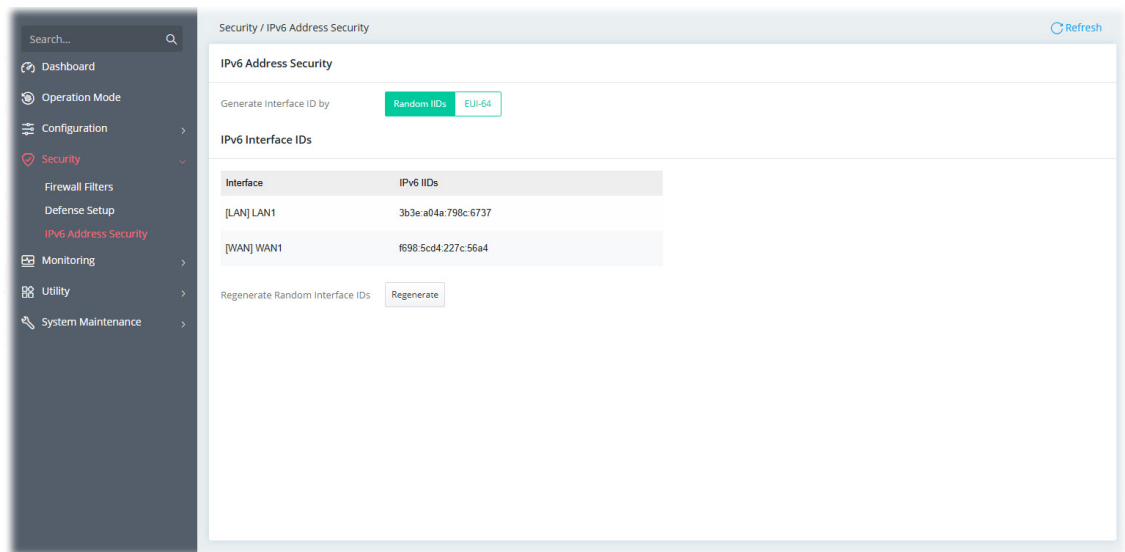 Search...
Dashboard
Operation Mode
Configuration
Security
Firewall Filters
Defense Setup
IPv6 Address Security
Monitoring
Utility
System Maintenance
Security / IPv6 Address Security
Refresh
IPv6 Address Security
Generate Interface ID by Random IIDs EUI-64
IPv6 Interface IDs
Interface IPv6 IIDs
[LAN] LAN1 3b3e:a04a:798c:6737
[WAN] WAN1 f698:5cd4:227c:56a4
Regenerate Random Interface IDs Regenerate